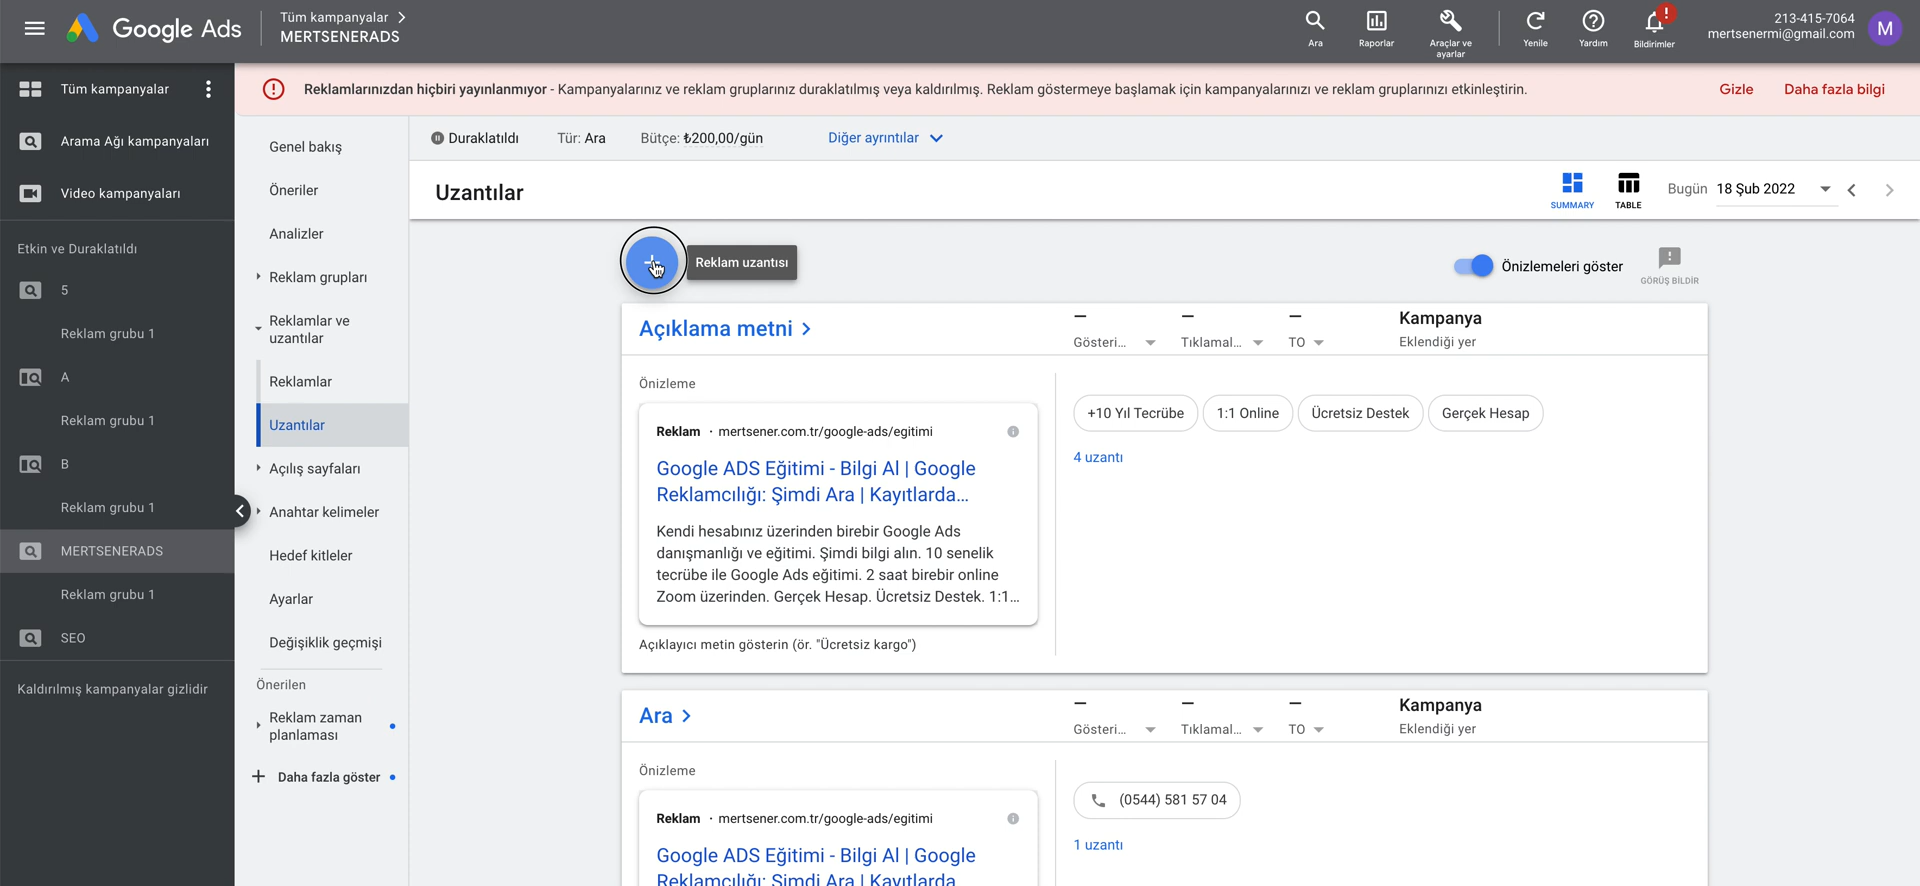 Google Ads
Tüm kampanyalar
MERTSENERADS
Ara
Raporlar
Araçlar ve
ayarlar
Yenile
Yardım
!
Bildirimler
213-415-7064
mertsenermi@gmail.com
M
Tüm kampanyalar
Arama Ağı kampanyaları
Video kampanyaları
Etkin ve Duraklatıldı
5
Reklam grubu 1
A
Reklam grubu 1
B
Reklam grubu 1
MERTSENERADS
Reklam grubu 1
SEO
Kaldırılmış kampanyalar gizlidir
Reklamlarınızdan hiçbiri yayınlanmıyor - Kampanyalarınız ve reklam gruplarınız duraklatılmış veya kaldırılmış. Reklam göstermeye başlamak için kampanyalarınızı ve reklam gruplarınızı etkinleştirin.
Gizle
Daha fazla bilgi
Genel bakış
Öneriler
Analizler
Reklam grupları
Reklamlar ve
uzantılar
Reklamlar
Uzantılar
Açılış sayfaları
Anahtar kelimeler
Hedef kitleler
Ayarlar
Değişiklik geçmişi
Önerilen
Reklam zaman
planlaması
Daha fazla göster
Duraklatıldı
Tür: Ara
Bütçe: ₺200,00/gün
Diğer ayrıntılar
Uzantılar
SUMMARY
TABLE
Bugün
18 Şub 2022
Reklam uzantısı
Önizlemeleri göster
GÖRÜŞ BİLDİR
Açıklama metni
–
Gösteri...
–
Tıklamal...
–
TO
Kampanya
Eklendiği yer
Önizleme
Reklam · mertsener.com.tr/google-ads/egitimi
Google ADS Eğitimi - Bilgi Al | Google
Reklamcılığı: Şimdi Ara | Kayıtlarda...
Kendi hesabınız üzerinden birebir Google Ads
danışmanlığı ve eğitimi. Şimdi bilgi alın. 10 senelik
tecrübe ile Google Ads eğitimi. 2 saat birebir online
Zoom üzerinden. Gerçek Hesap. Ücretsiz Destek. 1:1...
Açıklayıcı metin gösterin (ör. "Ücretsiz kargo")
+10 Yıl Tecrübe
1:1 Online
Ücretsiz Destek
Gerçek Hesap
4 uzantı
Ara
–
Gösteri...
–
Tıklamal...
–
TO
Kampanya
Eklendiği yer
Önizleme
Reklam · mertsener.com.tr/google-ads/egitimi
Google ADS Eğitimi - Bilgi Al | Google
Reklamcılığı: Şimdi Ara | Kayıtlarda
(0544) 581 57 04
1 uzantı